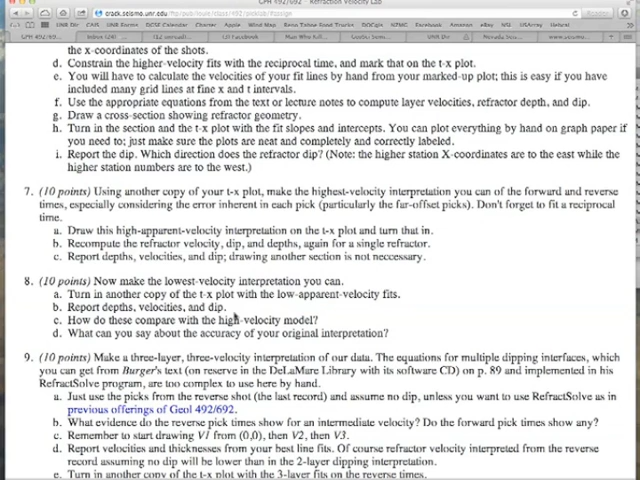 GPH 492/692 - Refraction Velocity Lab
crack.seismo.unr.edu
Reader
the x-coordinates of the shots.
d. Constrain the higher-velocity fits with the reciprocal time, and mark that on the t-x plot.
e. You will have to calculate the velocities of your fit lines by hand from your marked-up plot; this is easy if you have
included many grid lines at fine x and t intervals.
f. Use the appropriate equations from the text or lecture notes to compute layer velocities, refractor depth, and dip.
g. Draw a cross-section showing refractor geometry.
h. Turn in the section and the t-x plot with the fit slopes and intercepts. You can plot everything by hand on graph paper if
you need to; just make sure the plots are neat and completely and correctly labeled.
i. Report the dip. Which direction does the refractor dip? (Note: the higher station X-coordinates are to the east while the
higher station numbers are to the west.)
7. (10 points) Using another copy of your t-x plot, make the highest-velocity interpretation you can of the forward and reverse
times, especially considering the error inherent in each pick (particularly the far-offset picks). Don't forget to fit a reciprocal
time.
a. Draw this high-apparent-velocity interpretation on the t-x plot and turn that in.
b. Recompute the refractor velocity, dip, and depths, again for a single refractor.
c. Report depths, velocities, and dip; drawing another section is not neccessary.
8. (10 points) Now make the lowest-velocity interpretation you can.
a. Turn in another copy of the t-x plot with the low-apparent-velocity fits.
b. Report depths, velocities, and dip.
c. How do these compare with the high-velocity model?
d. What can you say about the accuracy of your original interpretation?
9. (10 points) Make a three-layer, three-velocity interpretation of our data. The equations for multiple dipping interfaces, which
you can get from Burger's text (on reserve in the DeLaMare Library with its software CD) on p. 89 and implemented in his
RefractSolve program, are too complex to use here by hand.
a. Just use the picks from the reverse shot (the last record) and assume no dip, unless you want to use RefractSolve as in
previous offerings of Geol 492/692.
b. What evidence do the reverse pick times show for an intermediate velocity? Do the forward pick times show any?
c. Remember to start drawing V1 from (0,0), then V2, then V3.
d. Report velocities and thicknesses from your best line fits. Of course refractor velocity interpreted from the reverse
record assuming no dip will be lower than in the 2-layer dipping interpretation.
e. Turn in another copy of the t-x plot with the 3-layer fits on the reverse times.